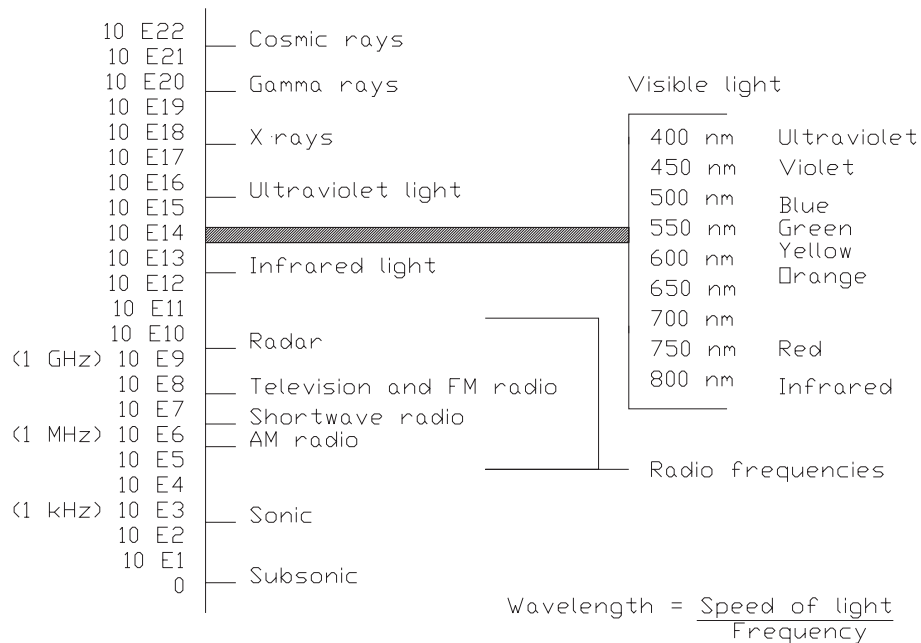 10 E22
Cosmic rays
10 E21
10 E20
Gamma rays
10 E19
10 E18
X rays
10 E17
10 E16
Ultraviolet light
10 E15
10 E14
10 E13
Infrared light
10 E12
10 E11
10 E10
Radar
(1 GHz) 10 E9
10 E8
Television and FM radio
10 E7
Shortwave radio
(1 MHz) 10 E6
AM radio
10 E5
10 E4
(1 kHz) 10 E3
Sonic
10 E2
10 E1
0
Subsonic
Visible light
400 nm Ultraviolet
450 nm Violet
500 nm Blue
550 nm Green
600 nm Yellow
Orange
650 nm
700 nm
750 nm Red
800 nm Infrared
Radio frequencies
Wavelength = Speed of light
Frequency